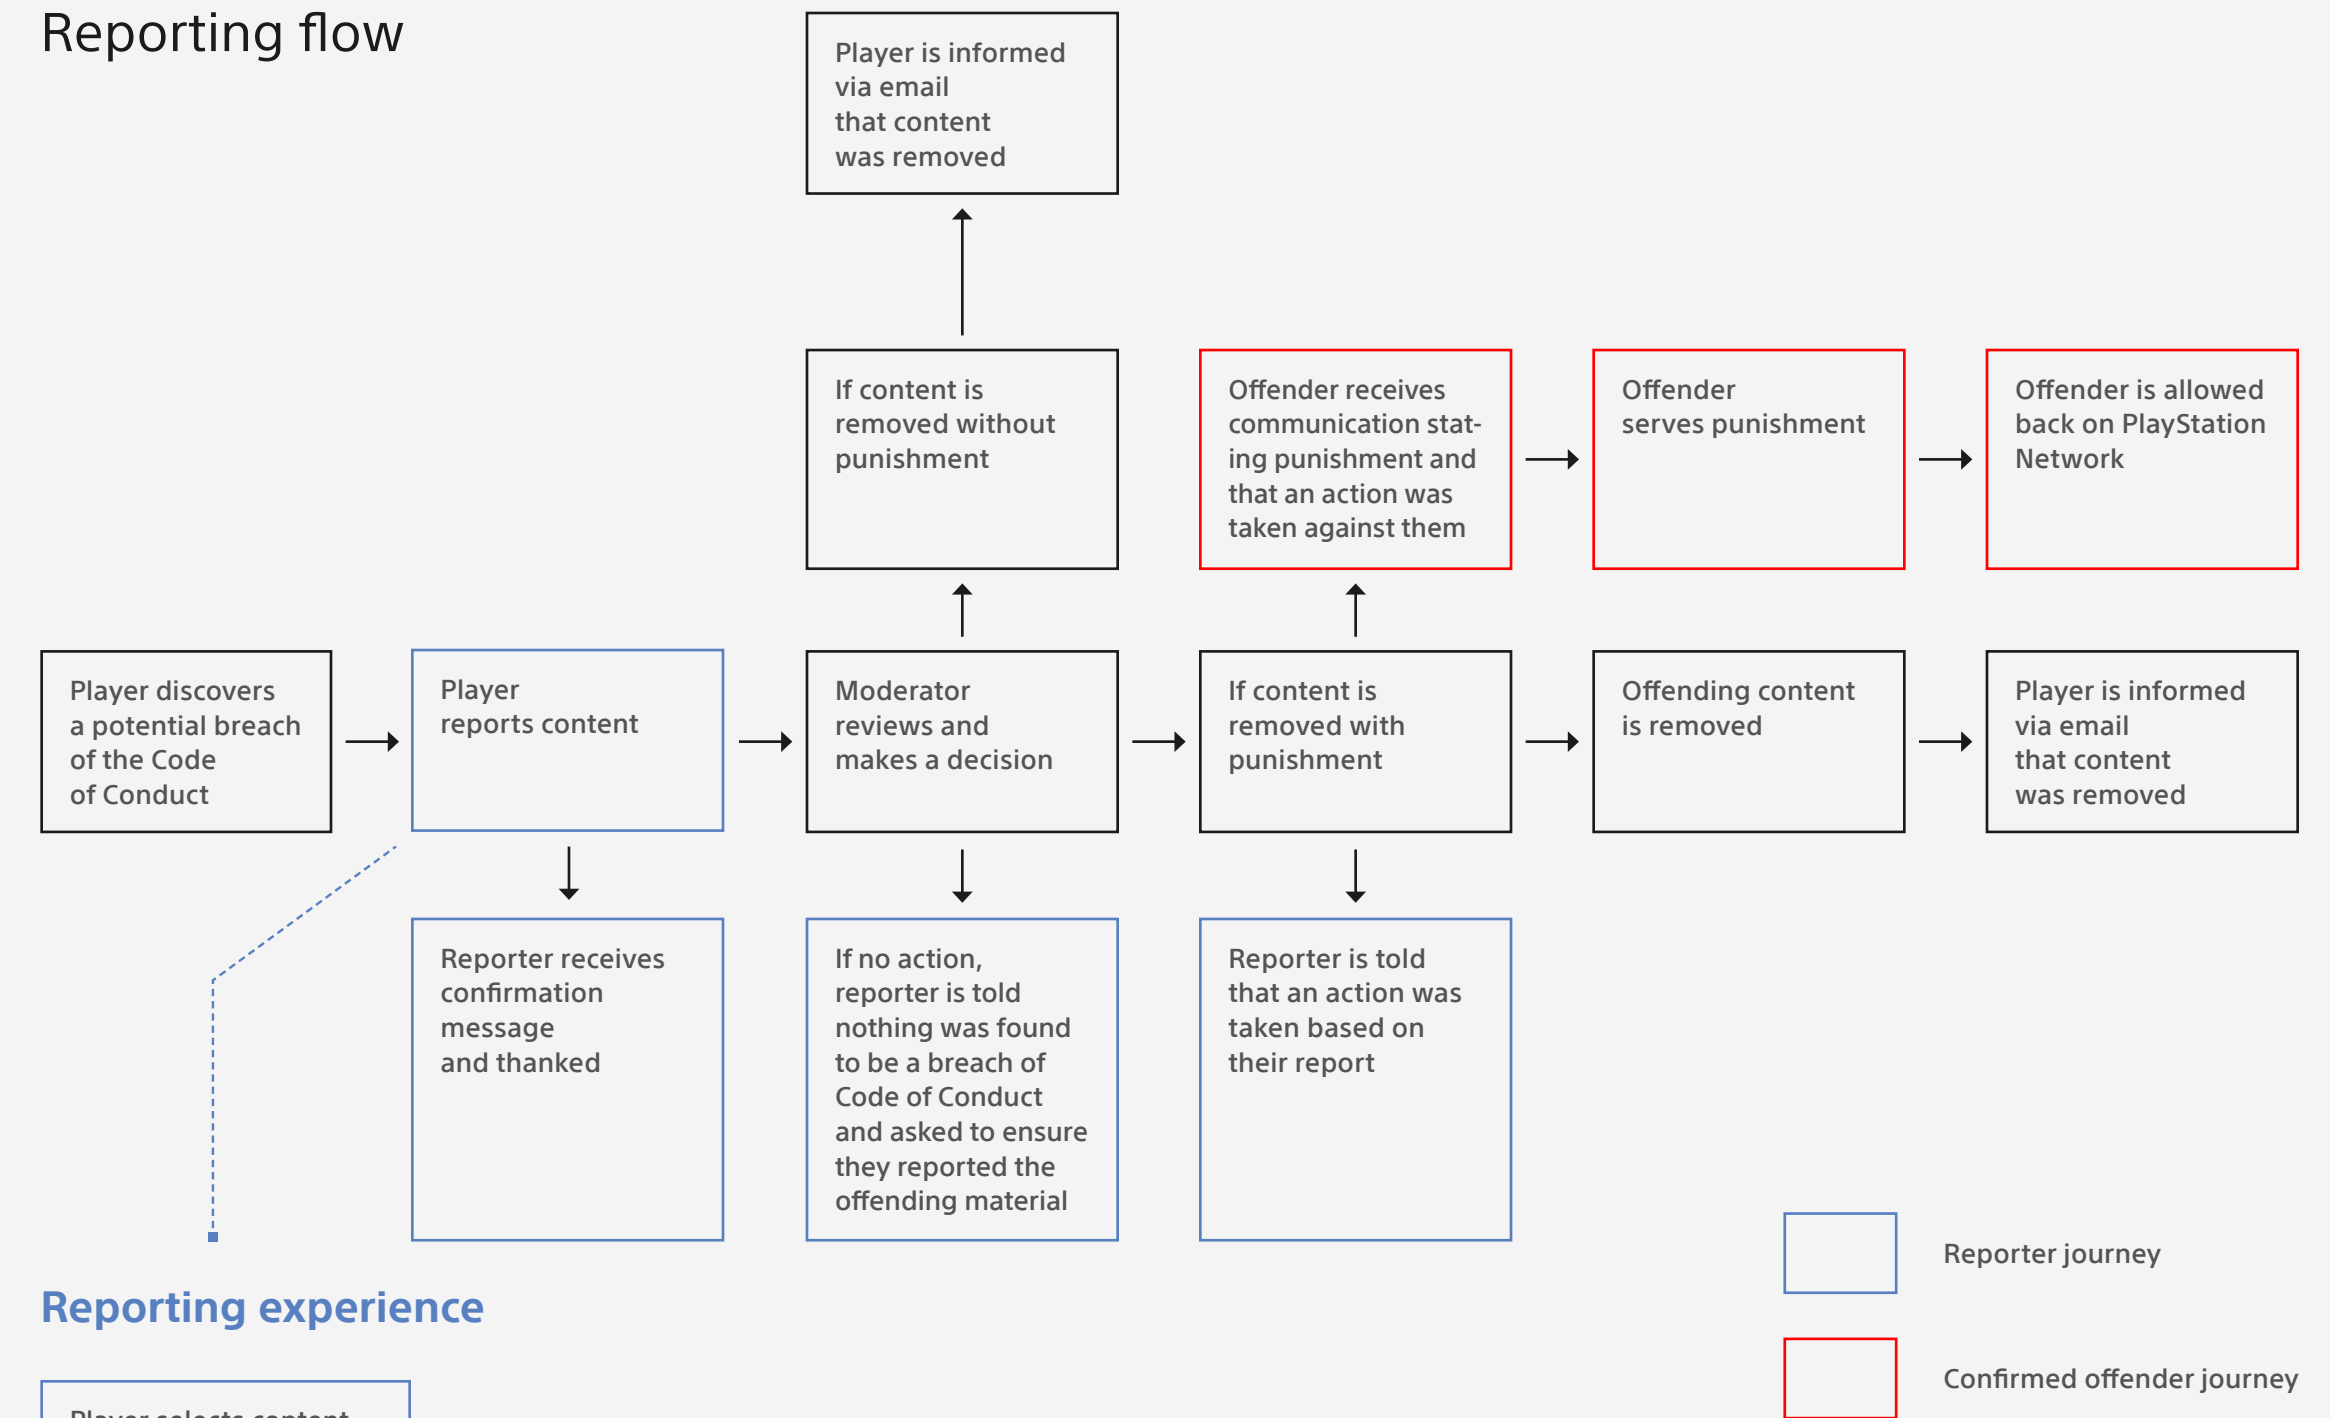 Reporting flow
Player is informed
via email
that content
was removed
If content is
removed without
punishment
Offender receives
communication stat-
ing punishment and
that an action was
taken against them
Offender
serves punishment
Offender is allowed
back on PlayStation
Network
Player discovers
a potential breach
of the Code
of Conduct
Player
reports content
Moderator
reviews and
makes a decision
If content is
removed with
punishment
Offending content
is removed
Player is informed
via email
that content
was removed
Reporter receives
confirmation
message
and thanked
If no action,
reporter is told
nothing was found
to be a breach of
Code of Conduct
and asked to ensure
they reported the
offending material
Reporter is told
that an action was
taken based on
their report
Reporter journey
Confirmed offender journey
Reporting experience
Player selects content